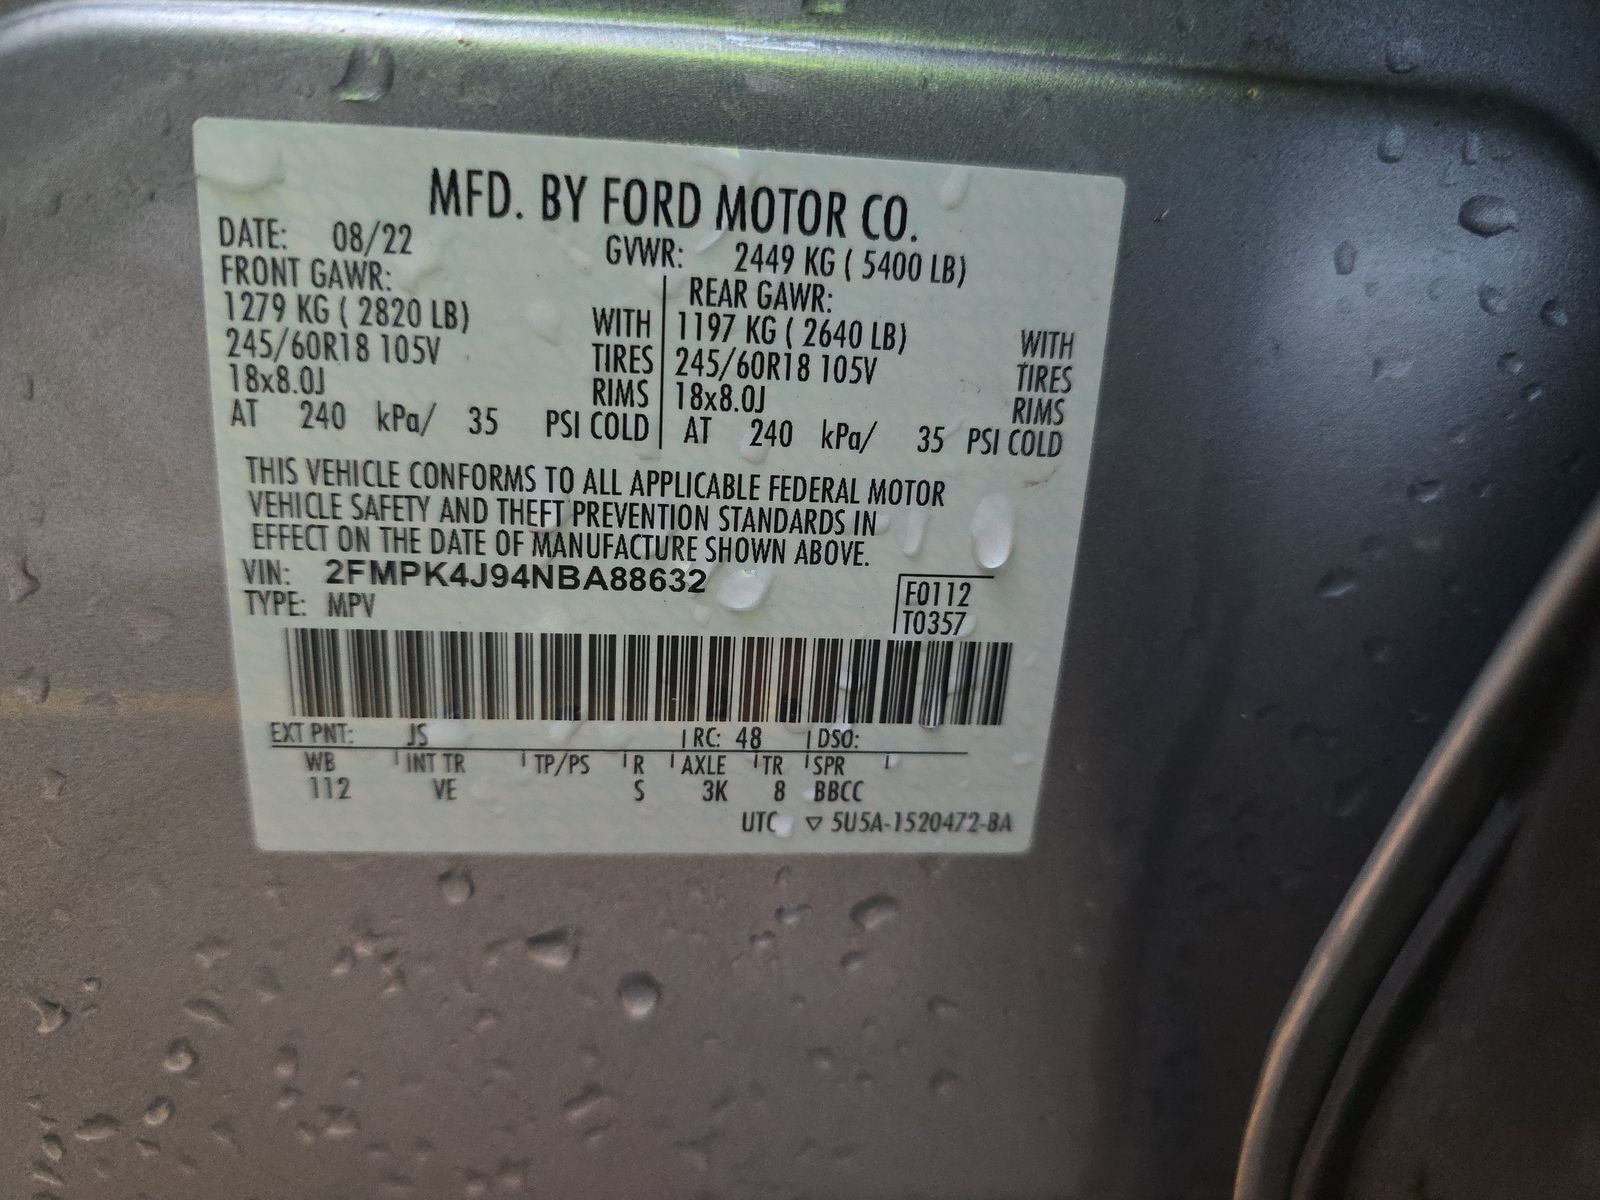 MFD. BY FORD MOTOR CO.
DATE: 08/22 GVWR: 2449 KG ( 5400 LB)
FRONT GAWR: REAR GAWR:
1279 KG ( 2820 LB) WITH 1197 KG ( 2640 LB) WITH
245/60R18 105V TIRES 245/60R18 105V TIRES
18x8.0J RIMS 18x8.0J RIMS
AT 240 kPa/ 35 PSI COLD AT 240 kPa/ 35 PSI COLD
THIS VEHICLE CONFORMS TO ALL APPLICABLE FEDERAL MOTOR
VEHICLE SAFETY AND THEFT PREVENTION STANDARDS IN
EFFECT ON THE DATE OF MANUFACTURE SHOWN ABOVE.
VIN: 2FMPK4J94NBA88632
F0112
TYPE: MPV
T0357
EXT PNT: JS RC: 48 DSO:
WB INT TR TP/PS R AXLE TR SPR
112 VE S 3K 8 BBCC
UTC ▽ 5U5A-1520472-BA